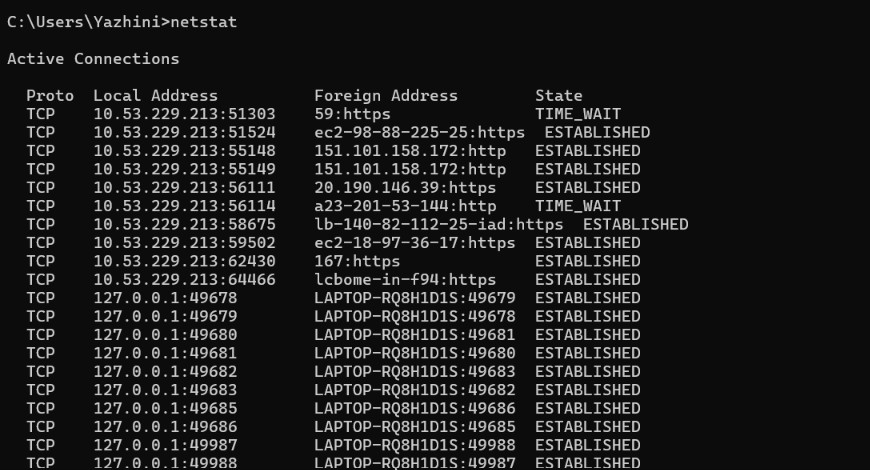 C:\Users\Yazhini>netstat
Active Connections
Proto  Local Address          Foreign Address        State
TCP    10.53.229.213:51303    59:https               TIME_WAIT
TCP    10.53.229.213:51524    ec2-98-88-225-25:https  ESTABLISHED
TCP    10.53.229.213:55148    151.101.158.172:http   ESTABLISHED
TCP    10.53.229.213:55149    151.101.158.172:http   ESTABLISHED
TCP    10.53.229.213:56111    20.190.146.39:https    ESTABLISHED
TCP    10.53.229.213:56114    a23-201-53-144:http    TIME_WAIT
TCP    10.53.229.213:58675    lb-140-82-112-25-iad:https  ESTABLISHED
TCP    10.53.229.213:59502    ec2-18-97-36-17:https  ESTABLISHED
TCP    10.53.229.213:62430    167:https              ESTABLISHED
TCP    10.53.229.213:64466    lcbome-in-f94:https    ESTABLISHED
TCP    127.0.0.1:49678        LAPTOP-RQ8H1D1S:49679  ESTABLISHED
TCP    127.0.0.1:49679        LAPTOP-RQ8H1D1S:49678  ESTABLISHED
TCP    127.0.0.1:49680        LAPTOP-RQ8H1D1S:49681  ESTABLISHED
TCP    127.0.0.1:49681        LAPTOP-RQ8H1D1S:49680  ESTABLISHED
TCP    127.0.0.1:49682        LAPTOP-RQ8H1D1S:49683  ESTABLISHED
TCP    127.0.0.1:49683        LAPTOP-RQ8H1D1S:49682  ESTABLISHED
TCP    127.0.0.1:49685        LAPTOP-RQ8H1D1S:49686  ESTABLISHED
TCP    127.0.0.1:49686        LAPTOP-RQ8H1D1S:49685  ESTABLISHED
TCP    127.0.0.1:49987        LAPTOP-RQ8H1D1S:49988  ESTABLISHED
TCP    127.0.0.1:49988        LAPTOP-RQ8H1D1S:49987  ESTABLISHED